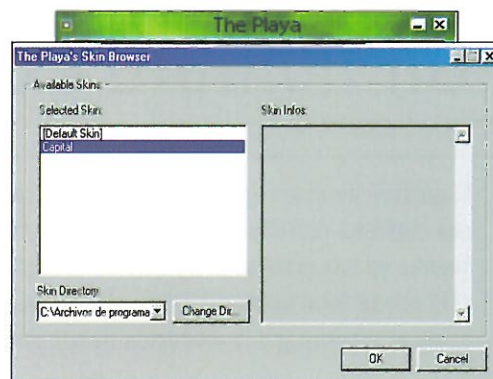 The Playa
The Playa's Skin Browser
Available Skins:
Selected Skin:
Skin Infos:
[Default Skin]
Capital
Skin Directory:
C:\Archivos de programa
Change Dir...
OK
Cancel